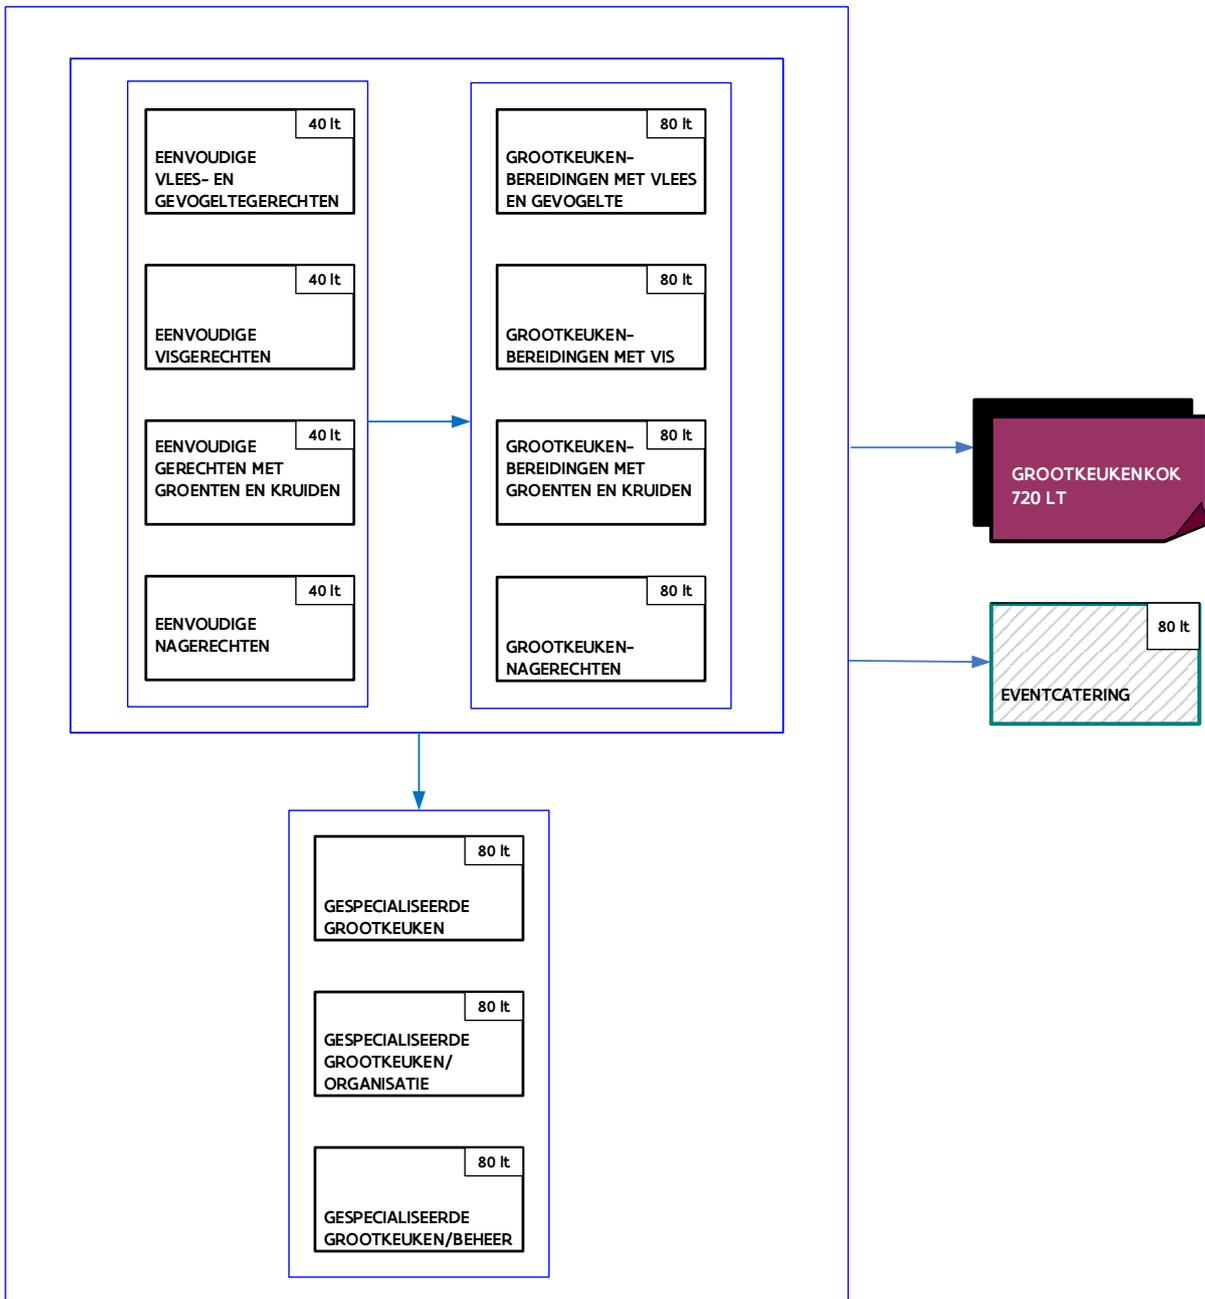 40 lt
EENVOUDIGE
VLEES- EN
GEVOGELTEGERECHTEN
40 lt
EENVOUDIGE
VISGERECHTEN
40 lt
EENVOUDIGE
GERECHTEN MET
GROENTEN EN KRUIDEN
40 lt
EENVOUDIGE
NAGERECHTEN
80 lt
GROOTKEUKEN-
BEREIDINGEN MET VLEES
EN GEVOGELTE
80 lt
GROOTKEUKEN-
BEREIDINGEN MET VIS
80 lt
GROOTKEUKEN-
BEREIDINGEN MET
GROENTEN EN KRUIDEN
80 lt
GROOTKEUKEN-
NAGERECHTEN
80 lt
GESPECIALISEERDE
GROOTKEUKEN
80 lt
GESPECIALISEERDE
GROOTKEUKEN/
ORGANISATIE
80 lt
GESPECIALISEERDE
GROOTKEUKEN/BEHEER
GROOTKEUKENKOK
720 LT
80 lt
EVENTCATERING